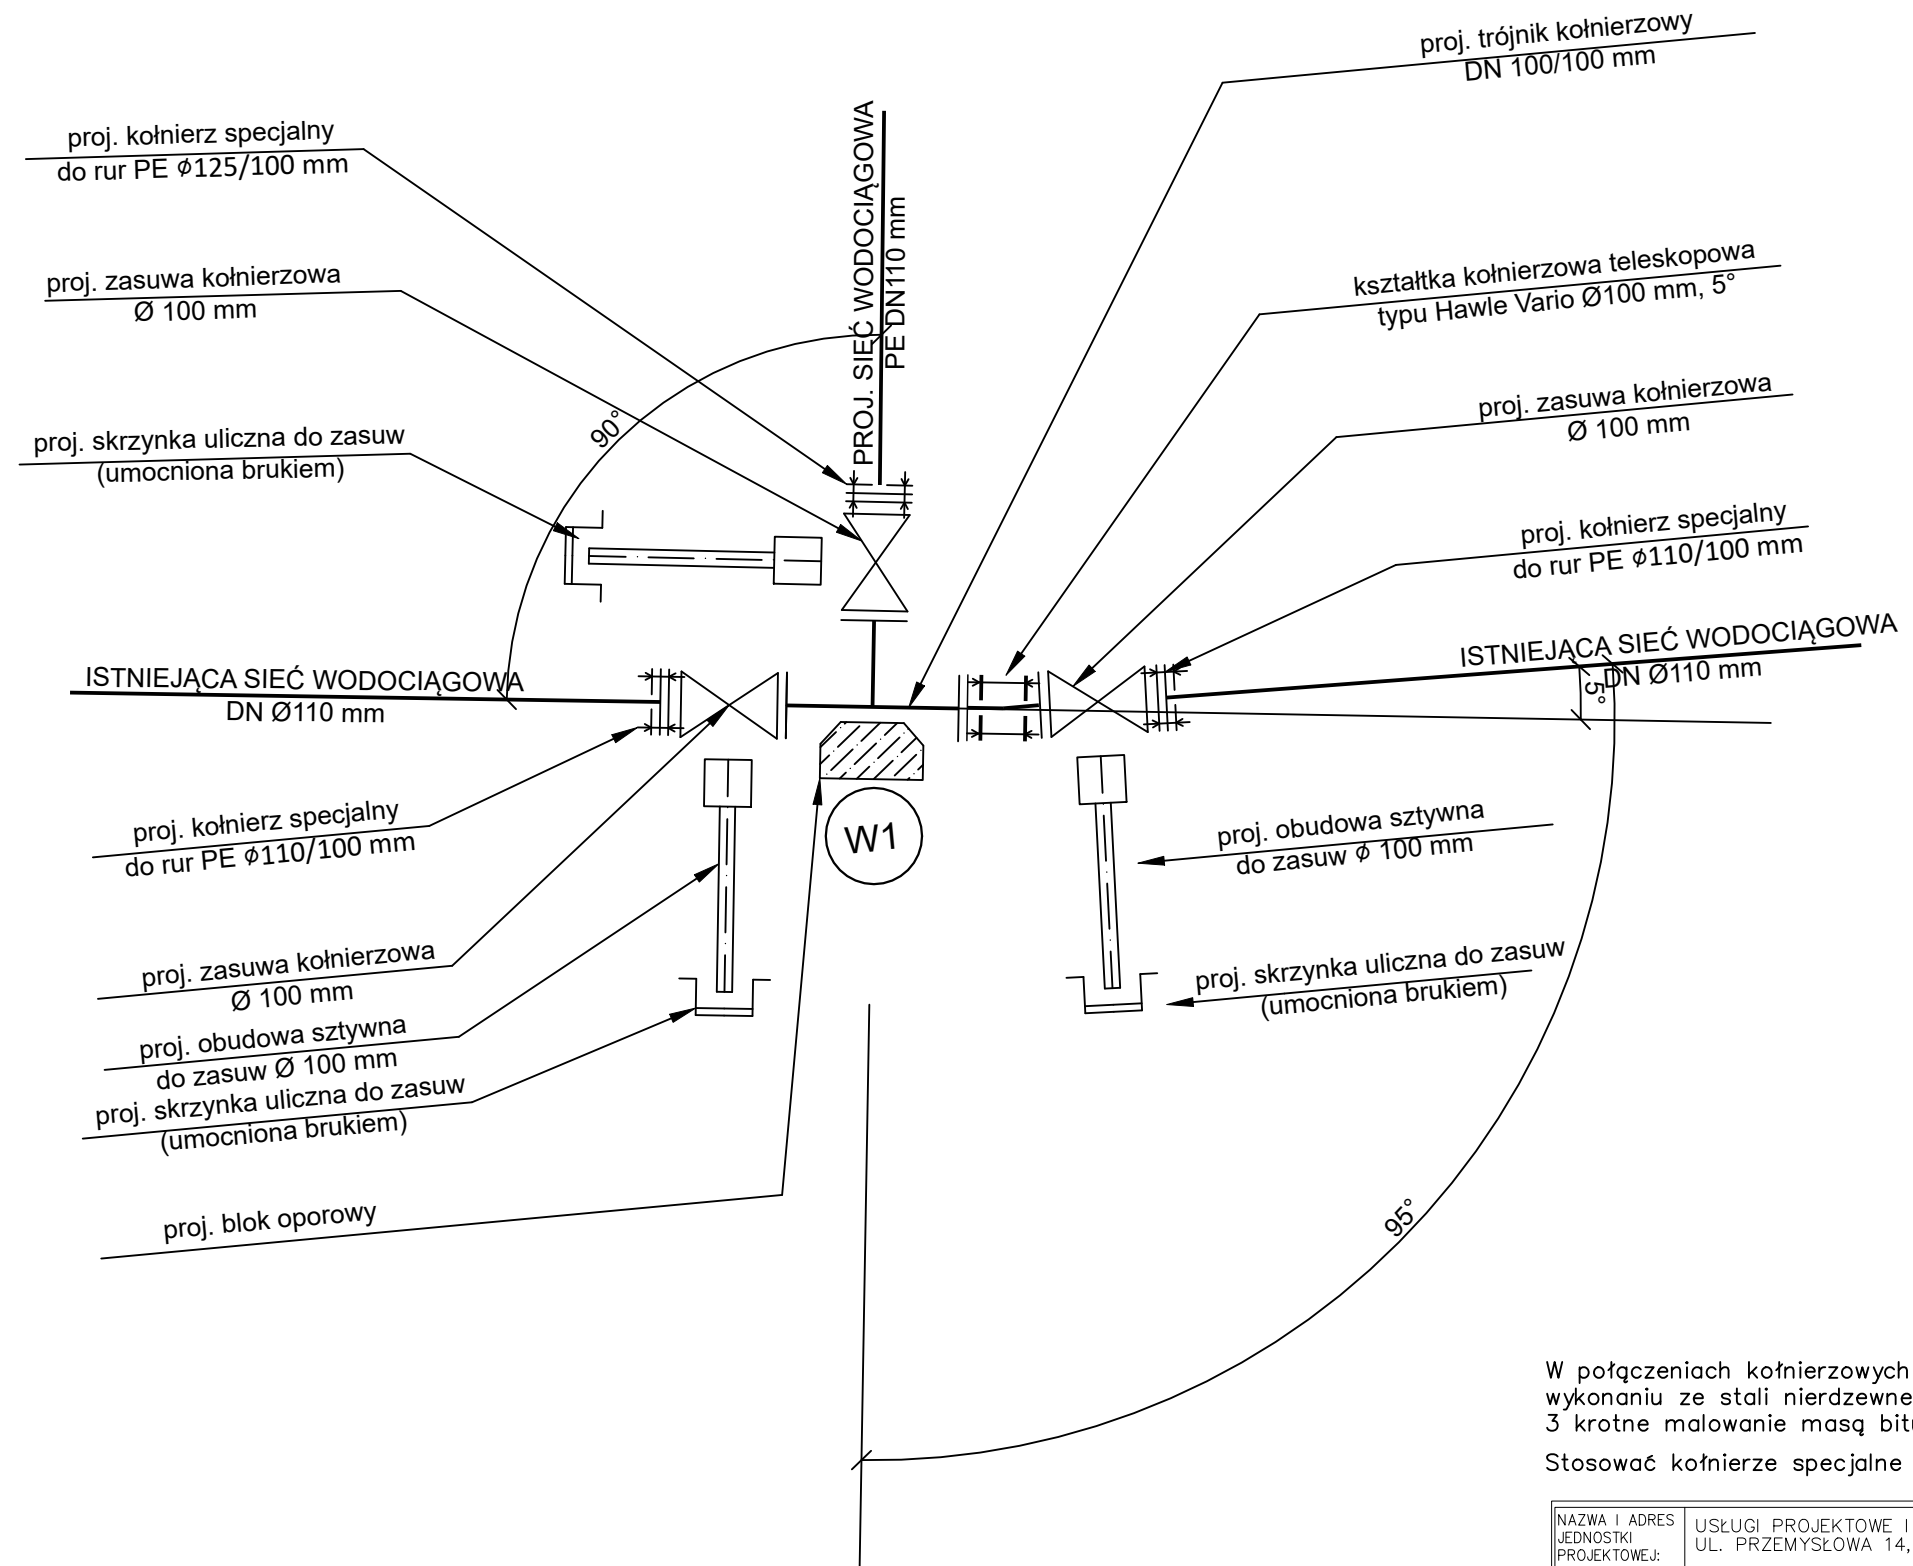 proj. trójnik kołnierzowy
DN 100/100 mm
proj. kołnierz specjalny
do rur PE ϕ125/100 mm
PROJ. SIEĆ WODOCIĄGOWA
PE DN110 mm
proj. zasuwa kołnierzowa
Ø 100 mm
kształtka kołnierzowa teleskopowa
typu Hawle Vario Ø100 mm, 5°
proj. zasuwa kołnierzowa
Ø 100 mm
90°
proj. skrzynka uliczna do zasuw
(umocniona brukiem)
proj. kołnierz specjalny
do rur PE ϕ110/100 mm
ISTNIEJĄCA SIEĆ WODOCIĄGOWA
DN Ø110 mm
ISTNIEJĄCA SIEĆ WODOCIĄGOWA
DN Ø110 mm
5°
proj. kołnierz specjalny
do rur PE ϕ110/100 mm
W1
proj. obudowa sztywna
do zasuw ϕ 100 mm
proj. zasuwa kołnierzowa
Ø 100 mm
proj. skrzynka uliczna do zasuw
(umocniona brukiem)
proj. obudowa sztywna
do zasuw Ø 100 mm
proj. skrzynka uliczna do zasuw
(umocniona brukiem)
proj. blok oporowy
95°
W połączeniach kołnierzowych
wykonaniu ze stali nierdzewne
3 krotne malowanie masą bit
Stosować kołnierze specjalne
NAZWA I ADRES
JEDNOSTKI
PROJEKTOWEJ:
USŁUGI PROJEKTOWE I
UL. PRZEMYSŁOWA 14,